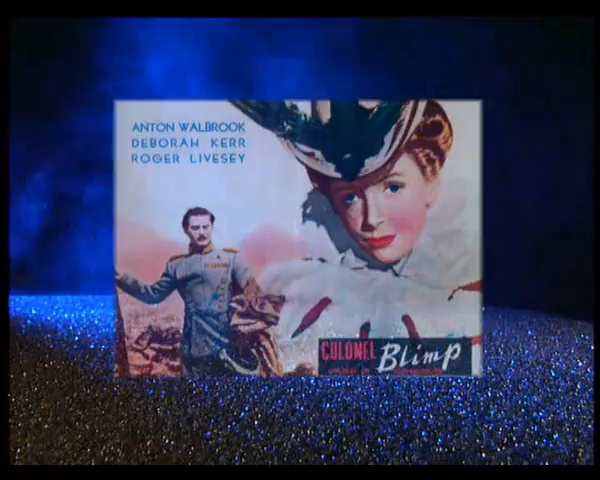 ANTON WALBROOK
DEBORAH KERR
ROGER LIVESEY
COLONEL Blimp